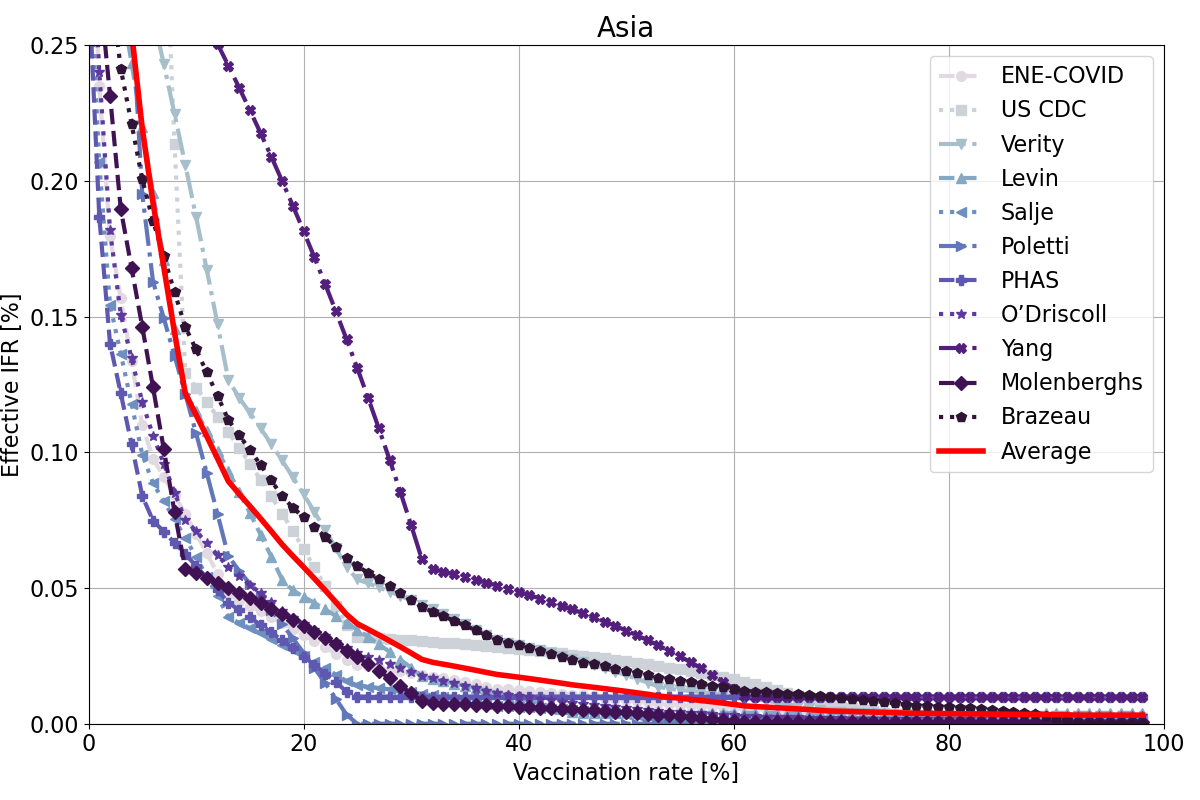 Asia
Effective IFR [%]
0.25
0.20
0.15
0.10
0.05
0.00
0
20
40
60
80
100
Vaccination rate [%]
ENE-COVID
US CDC
Verity
Levin
Salje
Poletti
PHAS
O’Driscoll
Yang
Molenberghs
Brazeau
Average